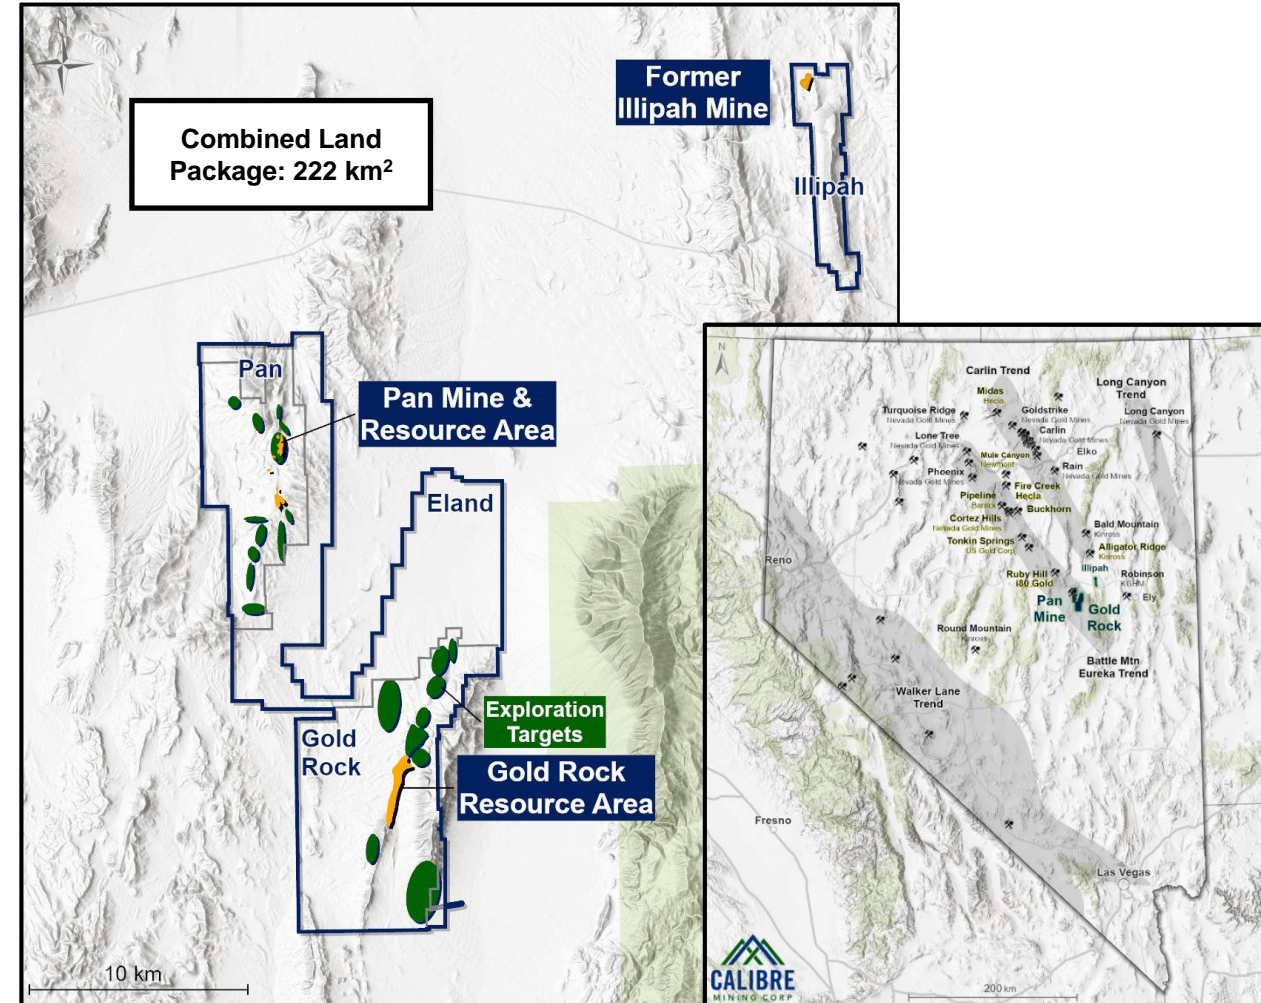 Combined Land
Package: 222 km²
Former
Illipah Mine
Illipah
Pan
Pan Mine &
Resource Area
Eland
Exploration
Targets
Gold
Rock
Gold Rock
Resource Area
10 km
N
Carlin Trend
Midas
Hecla
Long Canyon
Trend
Turquoise Ridge
Nevada Gold Mines
Goldstrike
Nevada Gold Mines
Long Canyon
Nevada Gold Mines
Lone Tree
Nevada Gold Mines
Carlin
Nevada Gold Mines
Elko
Mule Canyon
Newmont
Rain
Nevada Gold Mines
Phoenix
Nevada Gold Mines
Fire Creek
Hecla
Pipeline
Barrick
Buckhorn
Cortez Hills
Nevada Gold Mines
Bald Mountain
Kinross
Tonkin Springs
US Gold Corp
Alligator Ridge
Kinross
Reno
Illipah
Ruby Hill
i80 Gold
Robinson
KGHM
Ely
Pan
Mine
Gold
Rock
Round Mountain
Kinross
Battle Mtn
Eureka Trend
Walker Lane
Trend
Fresno
Las Vegas
CALIBRE
MINING CORP
200 km